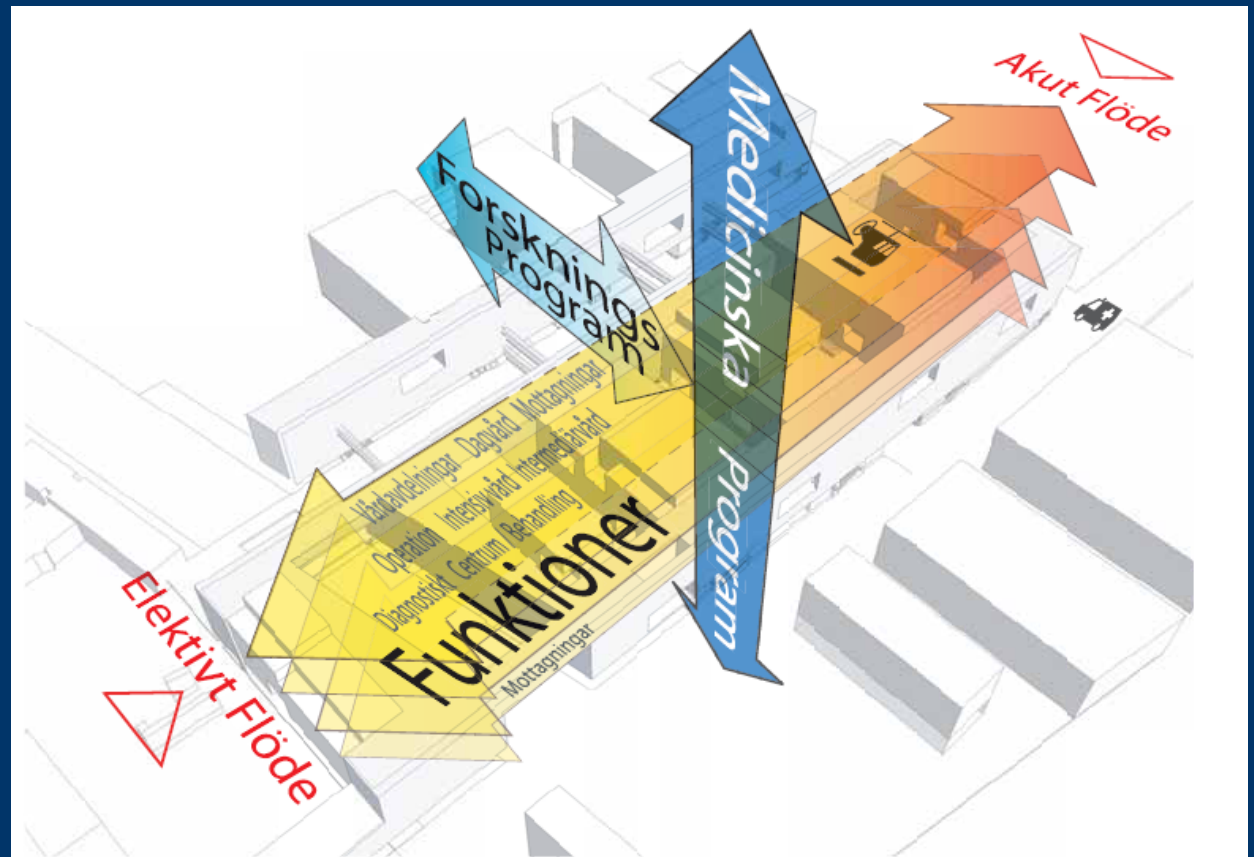 Akut Flöde
Medicinska Program
Forsknings
Program
Vårdavdelningar Dagvård Mottagningar
Operation Intensivvård Intermediärvård
Diagnostiskt Centrum Behandling
Funktioner
Mottagningar
Elektivt Flöde